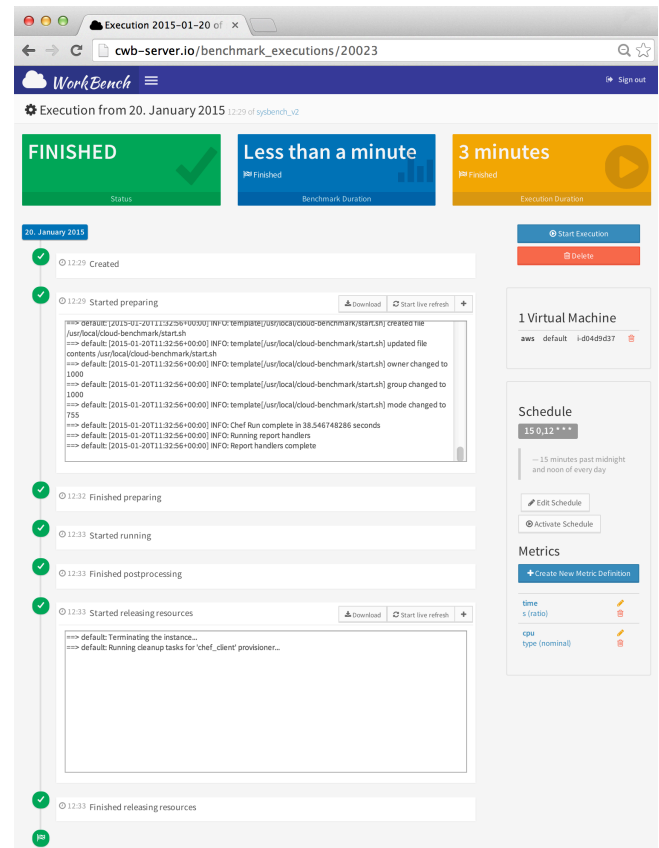 Execution 2015-01-20 of
cwb-server.io/benchmark_executions/20023
WorkBench
Sign out
Execution from 20. January 2015 12:29 of sysbench_v2
FINISHED
Status
Less than a minute
Finished
Benchmark Duration
3 minutes
Finished
Execution Duration
20. January 2015
12:29 Created
12:29 Started preparing
Download
Start live refresh
==> default: [2015-01-20T11:32:56+00:00] INFO: template[/usr/local/cloud-benchmark/start.sh] created file
/usr/local/cloud-benchmark/start.sh
==> default: [2015-01-20T11:32:56+00:00] INFO: template[/usr/local/cloud-benchmark/start.sh] updated file
contents /usr/local/cloud-benchmark/start.sh
==> default: [2015-01-20T11:32:56+00:00] INFO: template[/usr/local/cloud-benchmark/start.sh] owner changed to
1000
==> default: [2015-01-20T11:32:56+00:00] INFO: template[/usr/local/cloud-benchmark/start.sh] group changed to
1000
==> default: [2015-01-20T11:32:56+00:00] INFO: template[/usr/local/cloud-benchmark/start.sh] mode changed to
755
==> default: [2015-01-20T11:32:56+00:00] INFO: Chef Run complete in 38.546748286 seconds
==> default: [2015-01-20T11:32:56+00:00] INFO: Running report handlers
==> default: [2015-01-20T11:32:56+00:00] INFO: Report handlers complete
12:32 Finished preparing
12:33 Started running
12:33 Finished postprocessing
12:33 Started releasing resources
Download
Start live refresh
==> default: Terminating the instance...
==> default: Running cleanup tasks for 'chef_client' provisioner...
12:33 Finished releasing resources
Start Execution
Delete
1 Virtual Machine
aws default i-d04d9d37
Schedule
15 0,12 * * *
— 15 minutes past midnight
and noon of every day
Edit Schedule
Activate Schedule
Metrics
Create New Metric Definition
time
s (ratio)
cpu
type (nominal)